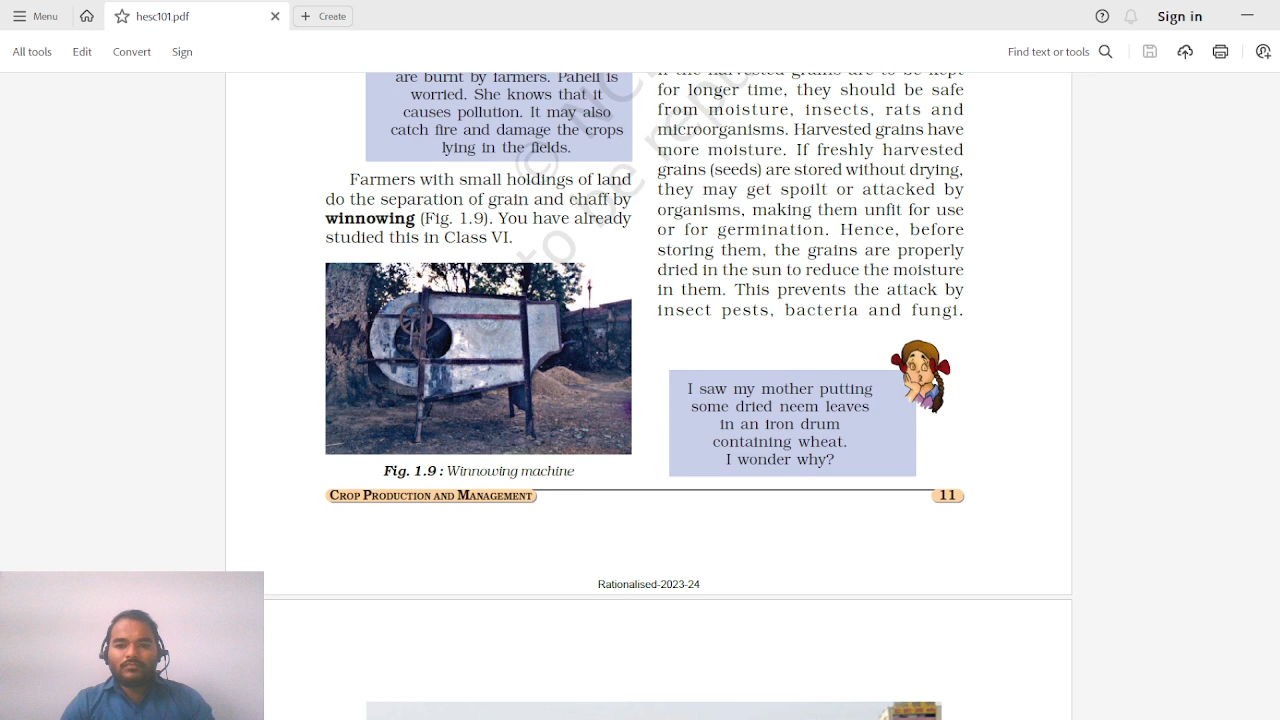 Menu
hesc101.pdf
Create
Sign in
All tools
Edit
Convert
Sign
Find text or tools
are burnt by farmers. Paheli is
worried. She knows that it
causes pollution. It may also
catch fire and damage the crops
lying in the fields.
Farmers with small holdings of land
do the separation of grain and chaff by
winnowing (Fig. 1.9). You have already
studied this in Class VI.
Fig. 1.9 : Winnowing machine
If the harvested grains are to be kept
for longer time, they should be safe
from moisture, insects, rats and
microorganisms. Harvested grains have
more moisture. If freshly harvested
grains (seeds) are stored without drying,
they may get spoilt or attacked by
organisms, making them unfit for use
or for germination. Hence, before
storing them, the grains are properly
dried in the sun to reduce the moisture
in them. This prevents the attack by
insect pests, bacteria and fungi.
I saw my mother putting
some dried neem leaves
in an iron drum
containing wheat.
I wonder why?
CROP PRODUCTION AND MANAGEMENT
11
Rationalised-2023-24